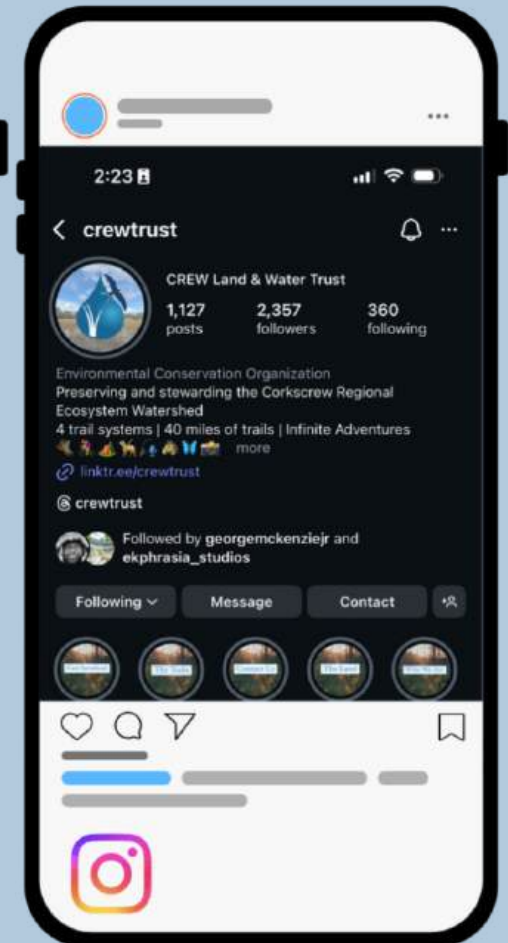 2:23
crewtrust
CREW Land & Water Trust
1,127 2,357 360
posts followers following
Environmental Conservation Organization
Preserving and stewarding the Corkscrew Regional
Ecosystem Watershed
4 trail systems | 40 miles of trails | Infinite Adventures
more
linktr.ee/crewtrust
crewtrust
Followed by georgemckenziejr and
ekphrasia_studios
Following Message Contact
The Trails Contact Us The Land